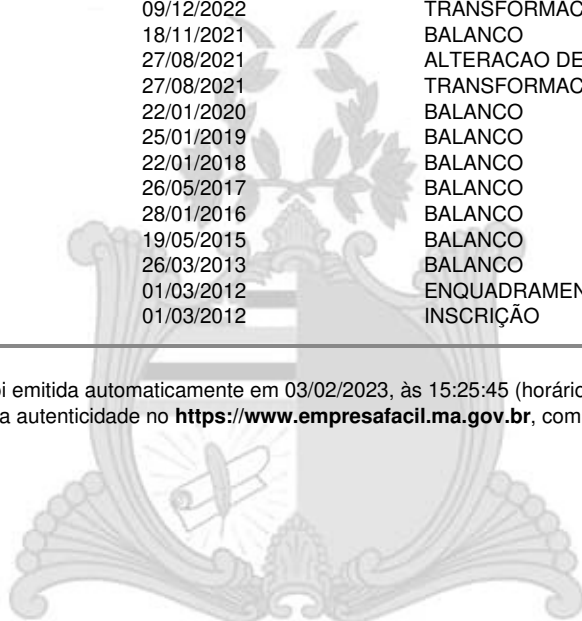 09/12/2022 TRANSFORMAC
18/11/2021 BALANCO
27/08/2021 ALTERACAO DE
27/08/2021 TRANSFORMAC
22/01/2020 BALANCO
25/01/2019 BALANCO
22/01/2018 BALANCO
26/05/2017 BALANCO
28/01/2016 BALANCO
19/05/2015 BALANCO
26/03/2013 BALANCO
01/03/2012 ENQUADRAMEN
01/03/2012 INSCRIÇÃO
i emitida automaticamente em 03/02/2023, às 15:25:45 (horário
a autenticidade no https://www.empresafacil.ma.gov.br, com